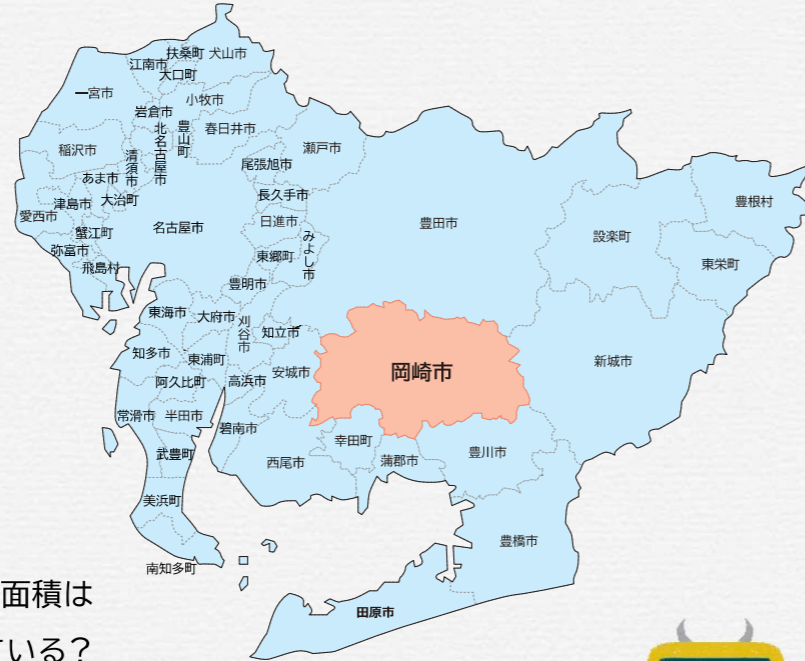 扶桑町
犬山市
江南市
大口町
一宮市
小牧市
岩倉市
北名古屋市
豊山町
春日井市
稲沢市
清須市
瀬戸市
尾張旭市
あま市
長久手市
津島市
大治町
愛西市
日進市
名古屋市
みよし市
豊田市
豊根村
設楽町
蟹江町
弥富市
東郷町
飛島村
東栄町
豊明市
東海市
大府市
刈谷市
知立市
知多市
東浦町
新城市
安城市
岡崎市
阿久比町
高浜市
常滑市
半田市
碧南市
幸田町
武豊町
西尾市
蒲郡市
豊川市
美浜町
豊橋市
南知多町
田原市
面積は
いる?